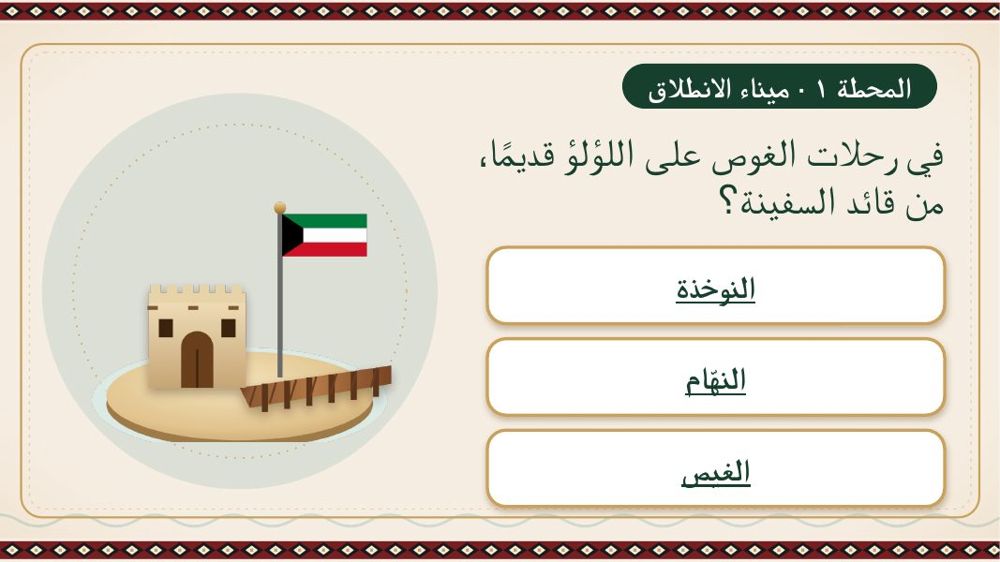 المحطة ١ · ميناء الانطلاق
في رحلات الغوص على اللؤلؤ قديمًا،
من قائد السفينة؟
النوخذة
النهّام
الغيص